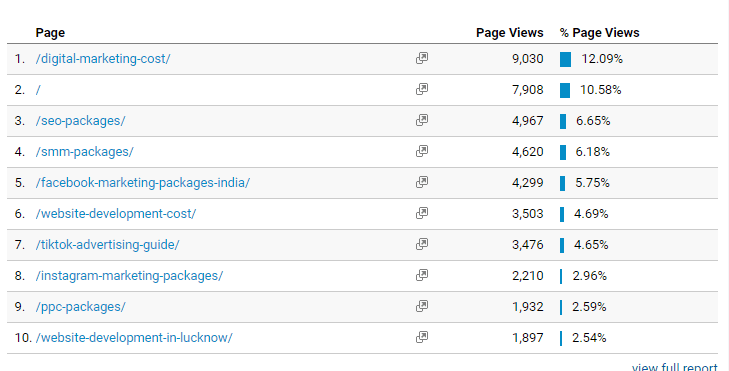 Page Page Views % Page Views
1. /digital-marketing-cost/ 9,030 12.09%
2. / 7,908 10.58%
3. /seo-packages/ 4,967 6.65%
4. /smm-packages/ 4,620 6.18%
5. /facebook-marketing-packages-india/ 4,299 5.75%
6. /website-development-cost/ 3,503 4.69%
7. /tiktok-advertising-guide/ 3,476 4.65%
8. /instagram-marketing-packages/ 2,210 2.96%
9. /ppc-packages/ 1,932 2.59%
10. /website-development-in-lucknow/ 1,897 2.54%
view full report